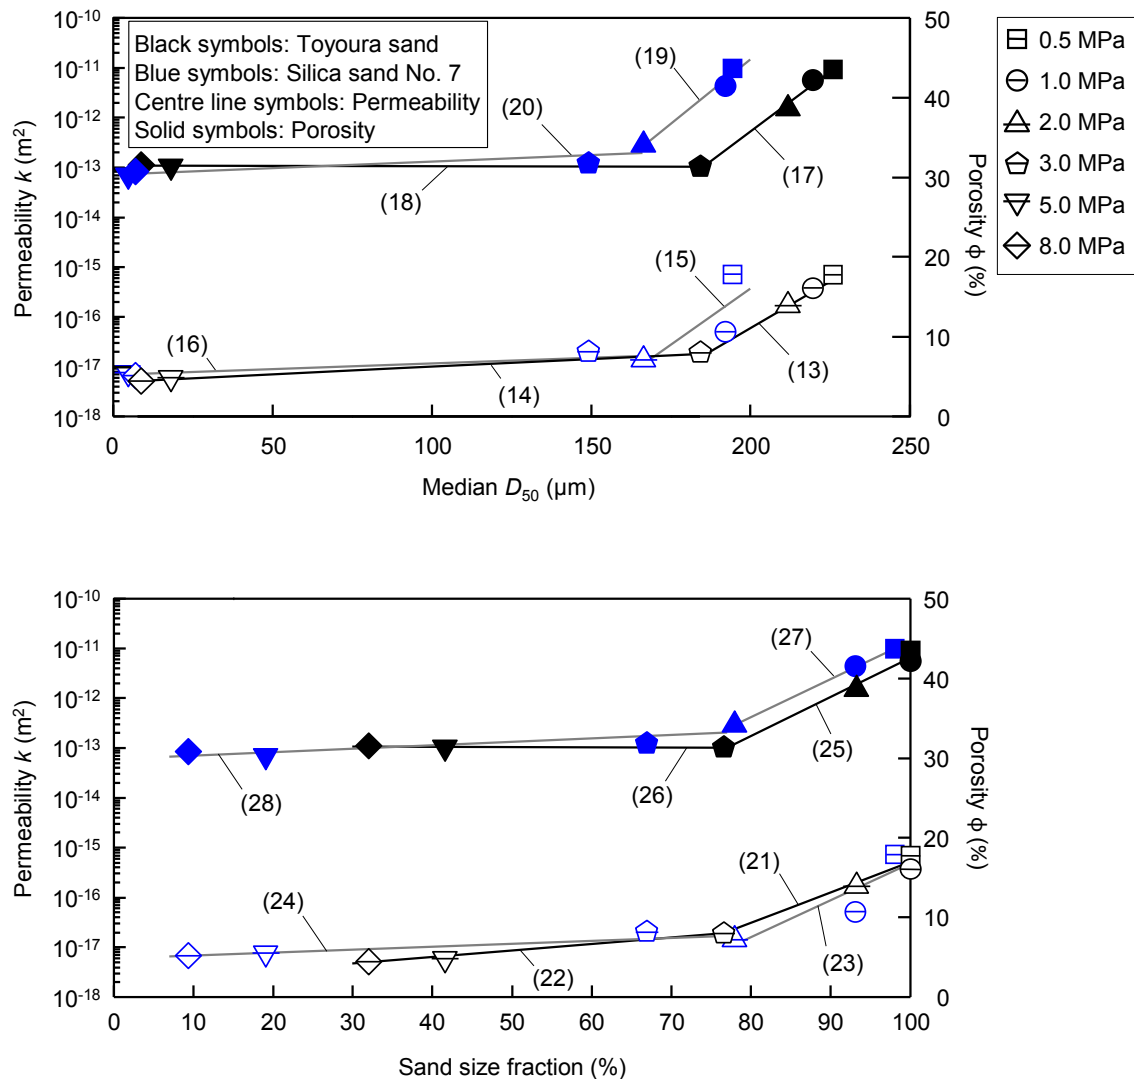 Black symbols: Toyoura sand
Blue symbols: Silica sand No. 7
Centre line symbols: Permeability
Solid symbols: Porosity
0.5 MPa
1.0 MPa
2.0 MPa
3.0 MPa
5.0 MPa
8.0 MPa
10⁻¹⁰
10⁻¹¹
10⁻¹²
10⁻¹³
10⁻¹⁴
10⁻¹⁵
10⁻¹⁶
10⁻¹⁷
10⁻¹⁸
Permeability k (m²)
50
40
30
20
10
0
Porosity ϕ (%)
(19)
(20)
(17)
(18)
(15)
(16)
(14)
(13)
0 50 100 150 200 250
Median D₅₀ (µm)
10⁻¹⁰
10⁻¹¹
10⁻¹²
10⁻¹³
10⁻¹⁴
10⁻¹⁵
10⁻¹⁶
10⁻¹⁷
10⁻¹⁸
Permeability k (m²)
50
40
30
20
10
0
Porosity ϕ (%)
(27)
(25)
(28)
(26)
(21)
(24)
(22)
(23)
0 10 20 30 40 50 60 70 80 90 100
Sand size fraction (%)